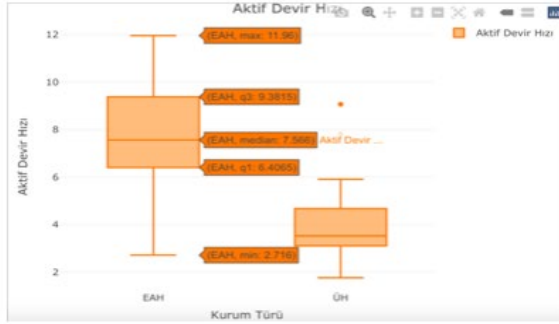 Aktif Devir Hızı
Aktif Devir Hızı
12
10
8
6
4
2
Aktif Devir Hızı
(EAH, max: 11.96)
(EAH, q3: 9.3815)
(EAH, median: 7.566) Aktif Devir ...
(EAH, q1: 6.4065)
(EAH, min: 2.716)
EAH
ÜH
Kurum Türü